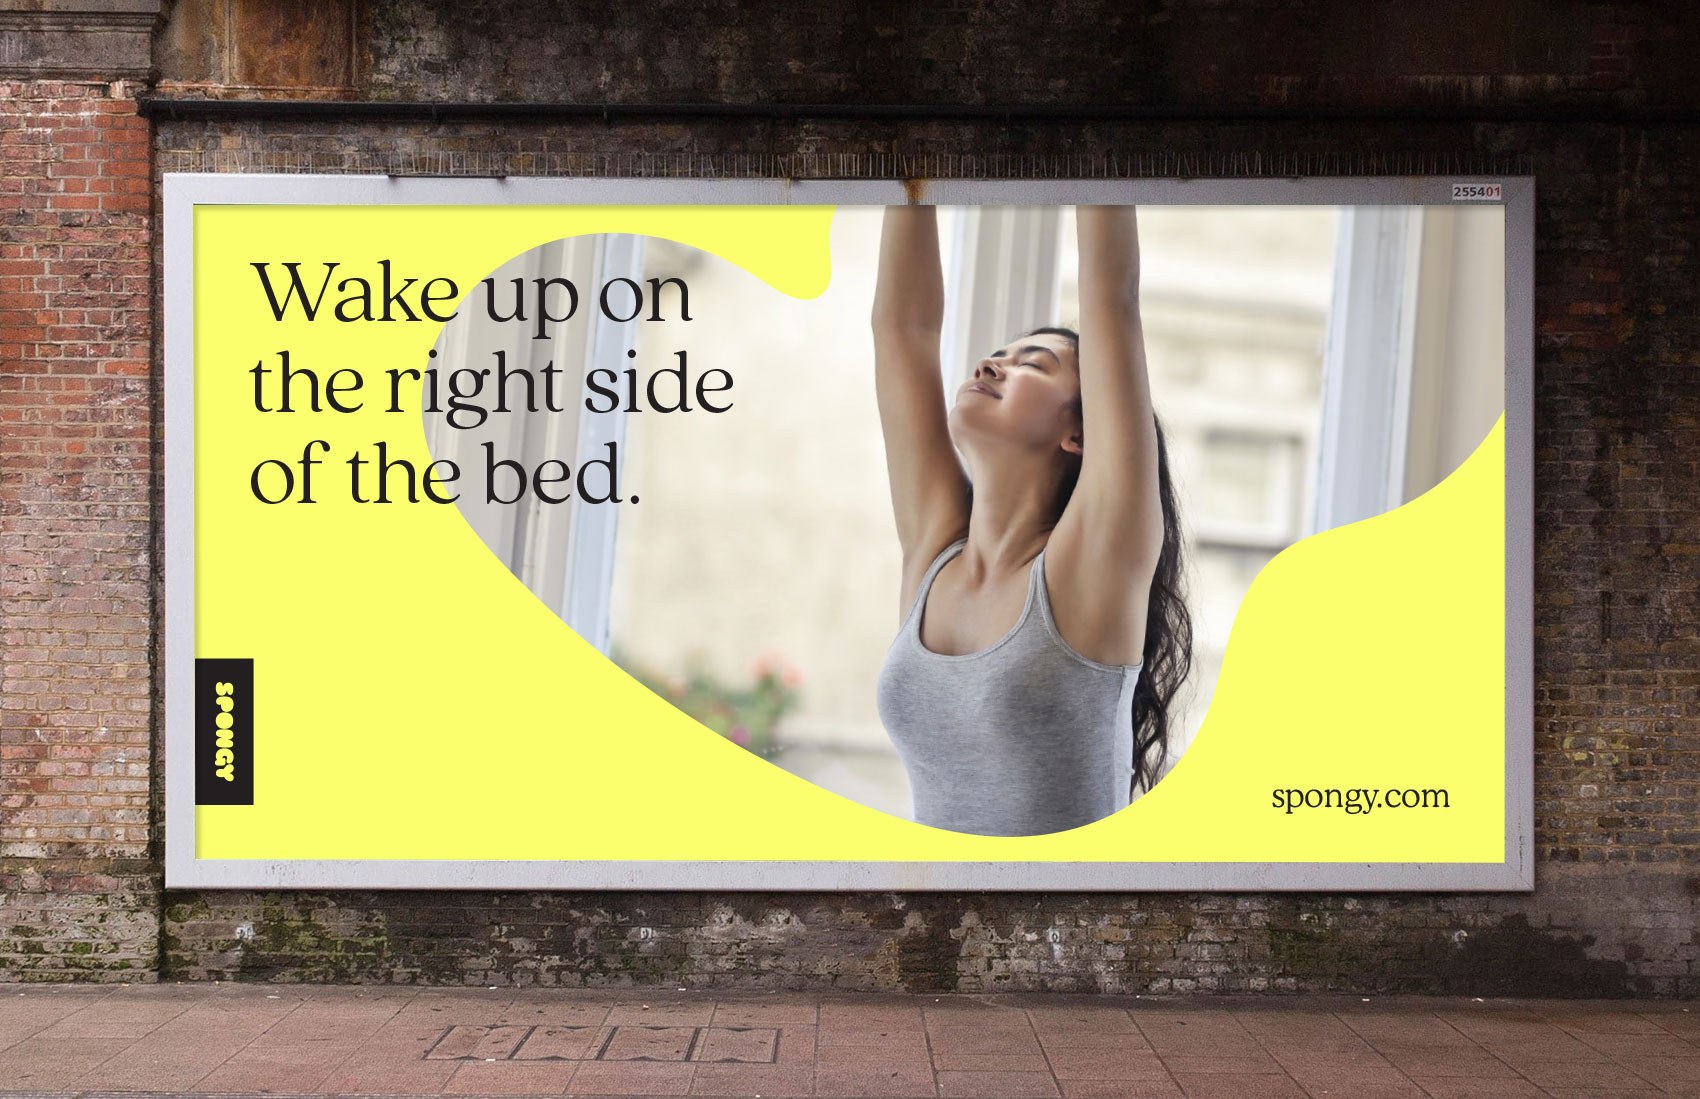 255401
Wake up on
the right side
of the bed.
SPONGY
spongy.com